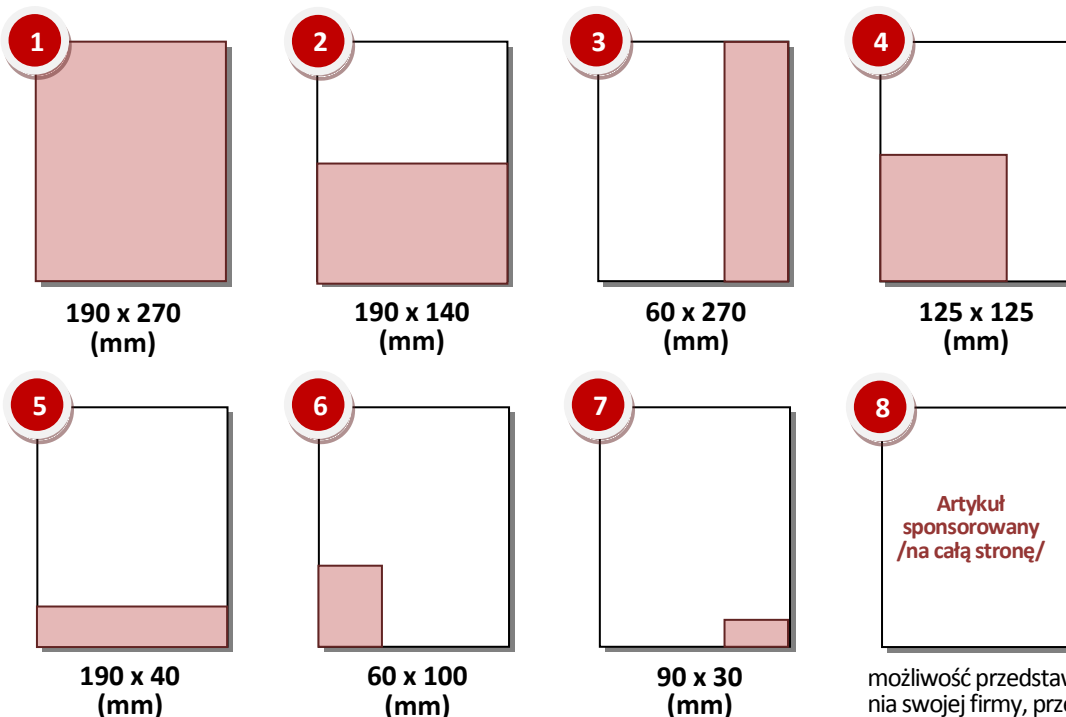 1
2
3
4
190 x 270
(mm)
190 x 140
(mm)
60 x 270
(mm)
125 x 125
(mm)
5
6
7
8
Artykuł
sponsorowany
/na całą stronę/
190 x 40
(mm)
60 x 100
(mm)
90 x 30
(mm)
możliwość
nia swojej firmy,